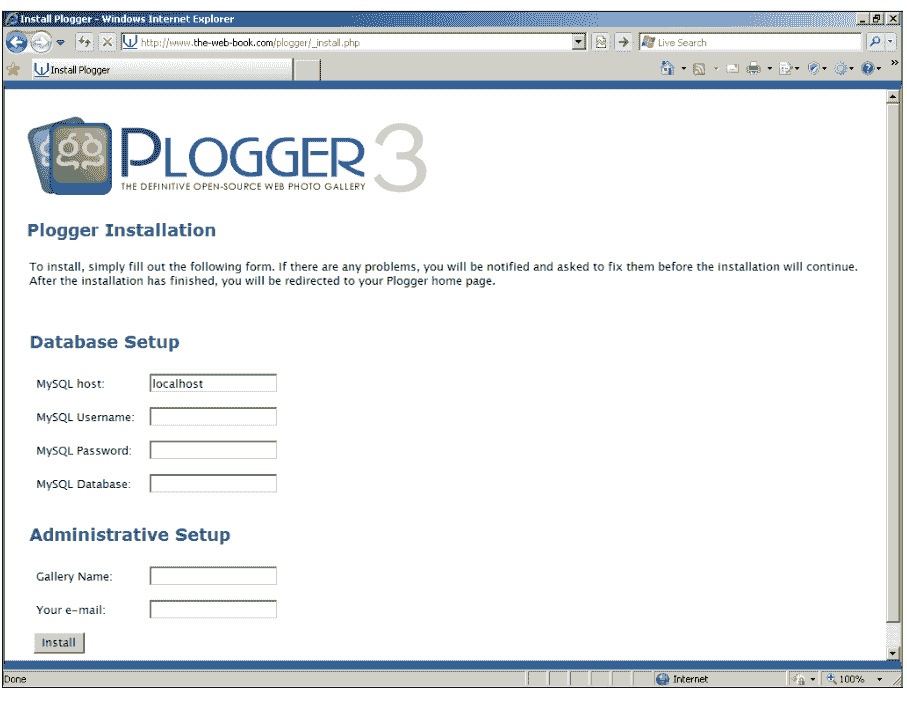 Install Plogger - Windows Internet Explorer
http://www.the-web-book.com/plogger/_install.php
Live Search
Install Plogger
PLOGGER 3
THE DEFINITIVE OPEN-SOURCE WEB PHOTO GALLERY
Plogger Installation
To install, simply fill out the following form. If there are any problems, you will be notified and asked to fix them before the installation will continue.
After the installation has finished, you will be redirected to your Plogger home page.
Database Setup
MySQL host: localhost
MySQL Username:
MySQL Password:
MySQL Database:
Administrative Setup
Gallery Name:
Your e-mail:
Install
Done
Internet
100%